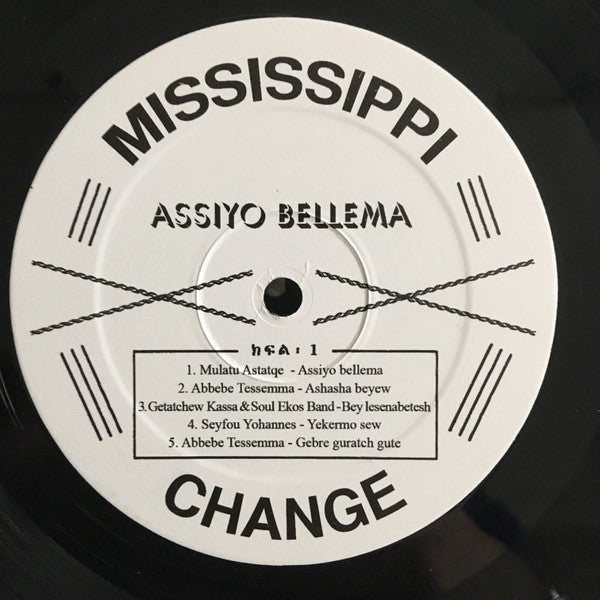 MISSISSIPPI
ASSIYO BELLEMA
ክፍል፡ 1
1. Mulatu Astatqe - Assiyo bellema
2. Abbebe Tessemma - Ashasha beyew
3.Getatchew Kassa & Soul Ekos Band - Bey lesenabetesh
4. Seyfou Yohannes - Yekermo sew
5. Abbebe Tessemma - Gebre guratch gute
CHANGE